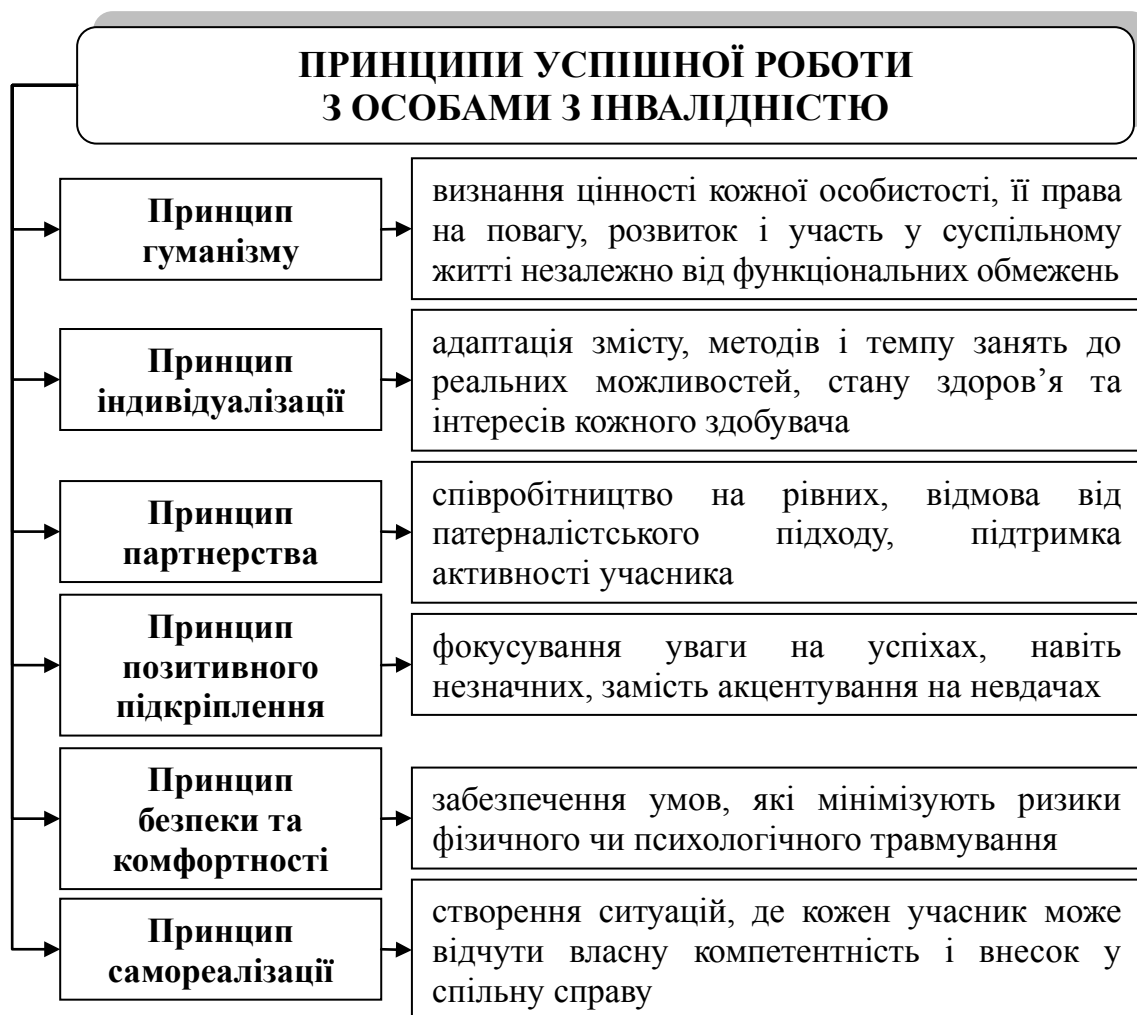 ПРИНЦИПИ УСПІШНОЇ РОБОТИ
З ОСОБАМИ З ІНВАЛІДНІСТЮ
Принцип
гуманізму
визнання цінності кожної особистості, її права
на повагу, розвиток і участь у суспільному
житті незалежно від функціональних обмежень
Принцип
індивідуалізації
адаптація змісту, методів і темпу занять до
реальних можливостей, стану здоров’я та
інтересів кожного здобувача
Принцип
партнерства
співробітництво на рівних, відмова від
патерналістського підходу, підтримка
активності учасника
Принцип
позитивного
підкріплення
фокусування уваги на успіхах, навіть
незначних, замість акцентування на невдачах
Принцип
безпеки та
комфортності
забезпечення умов, які мінімізують ризики
фізичного чи психологічного травмування
Принцип
самореалізації
створення ситуацій, де кожен учасник може
відчути власну компетентність і внесок у
спільну справу